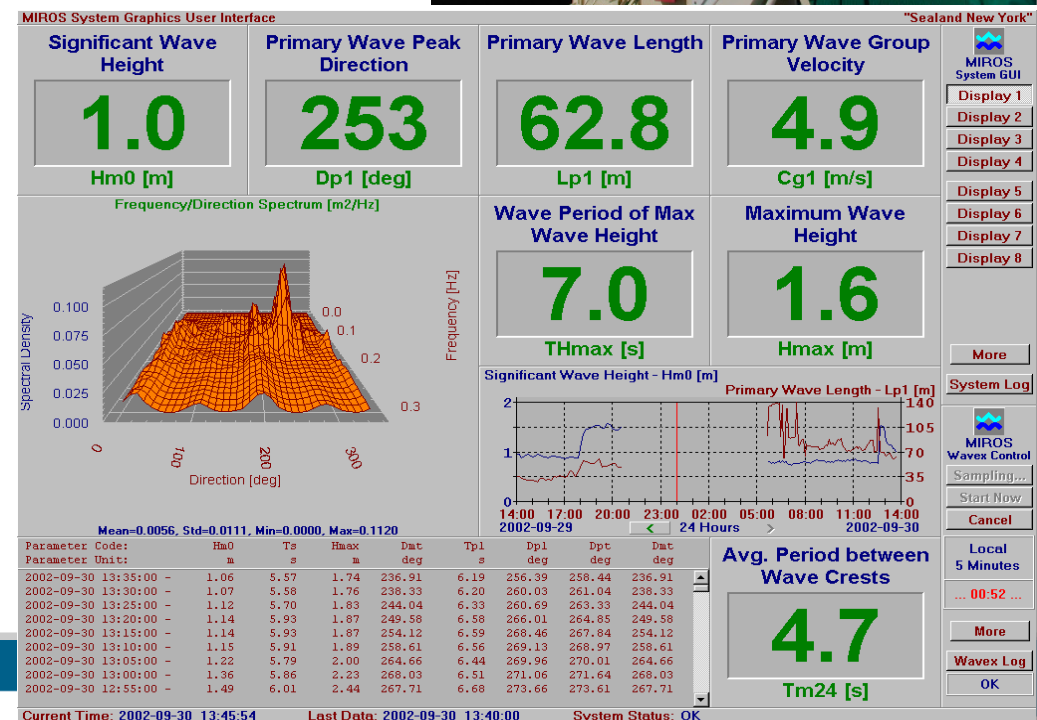 MIROS System Graphics User Interface "Sealand New York"
Significant Wave Height
1.0
Hm0 [m]
Primary Wave Peak Direction
253
Dp1 [deg]
Primary Wave Length
62.8
Lp1 [m]
Primary Wave Group Velocity
4.9
Cg1 [m/s]
MIROS
System GUI
Display 1
Display 2
Display 3
Display 4
Display 5
Display 6
Display 7
Display 8
More
System Log
Frequency/Direction Spectrum [m2/Hz]
Spectral Density
0.100
0.075
0.050
0.025
0.000
0
100
200
300
Direction [deg]
0.0
0.1
0.2
0.3
Frequency [Hz]
Mean=0.0056, Std=0.0111, Min=0.0000, Max=0.1120
Wave Period of Max Wave Height
7.0
THmax [s]
Maximum Wave Height
1.6
Hmax [m]
Significant Wave Height - Hm0 [m]
Primary Wave Length - Lp1 [m]
2
1
0
140
105
70
35
0
14:00 17:00 20:00 23:00 02:00 05:00 08:00 11:00 14:00
2002-09-29 < 24 Hours > 2002-09-30
MIROS
Wavex Control
Sampling...
Start Now
Cancel
Local
5 Minutes
... 00:52 ...
More
Wavex Log
OK
Parameter Code: Hm0 Ts Hmax Dmt Tp1 Dp1 Dpt Dmt
Parameter Unit: m s m deg s deg deg deg
2002-09-30 13:35:00 - 1.06 5.57 1.74 236.91 6.19 256.39 258.44 236.91
2002-09-30 13:30:00 - 1.07 5.58 1.76 238.33 6.20 260.03 261.04 238.33
2002-09-30 13:25:00 - 1.12 5.70 1.83 244.04 6.33 260.69 263.33 244.04
2002-09-30 13:20:00 - 1.14 5.93 1.87 249.58 6.58 266.01 264.85 249.58
2002-09-30 13:15:00 - 1.14 5.93 1.87 254.12 6.59 268.46 267.84 254.12
2002-09-30 13:10:00 - 1.15 5.91 1.89 258.61 6.56 269.13 268.97 258.61
2002-09-30 13:05:00 - 1.22 5.79 2.00 264.66 6.44 269.96 270.01 264.66
2002-09-30 13:00:00 - 1.36 5.86 2.23 268.03 6.51 271.06 271.64 268.03
2002-09-30 12:55:00 - 1.49 6.01 2.44 267.71 6.68 273.66 273.61 267.71
Avg. Period between Wave Crests
4.7
Tm24 [s]
Current Time: 2002-09-30 13:45:54 Last Data: 2002-09-30 13:40:00 System Status: OK